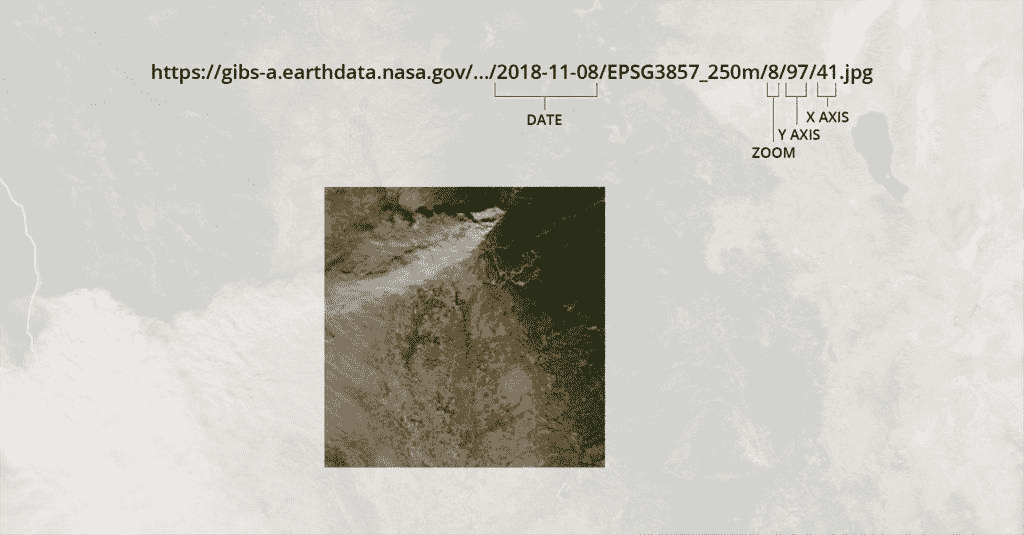 https://gibs-a.earthdata.nasa.gov/.../2018-11-08/EPSG3857_250m/8/97/41.jpg
DATE
X AXIS
Y AXIS
ZOOM